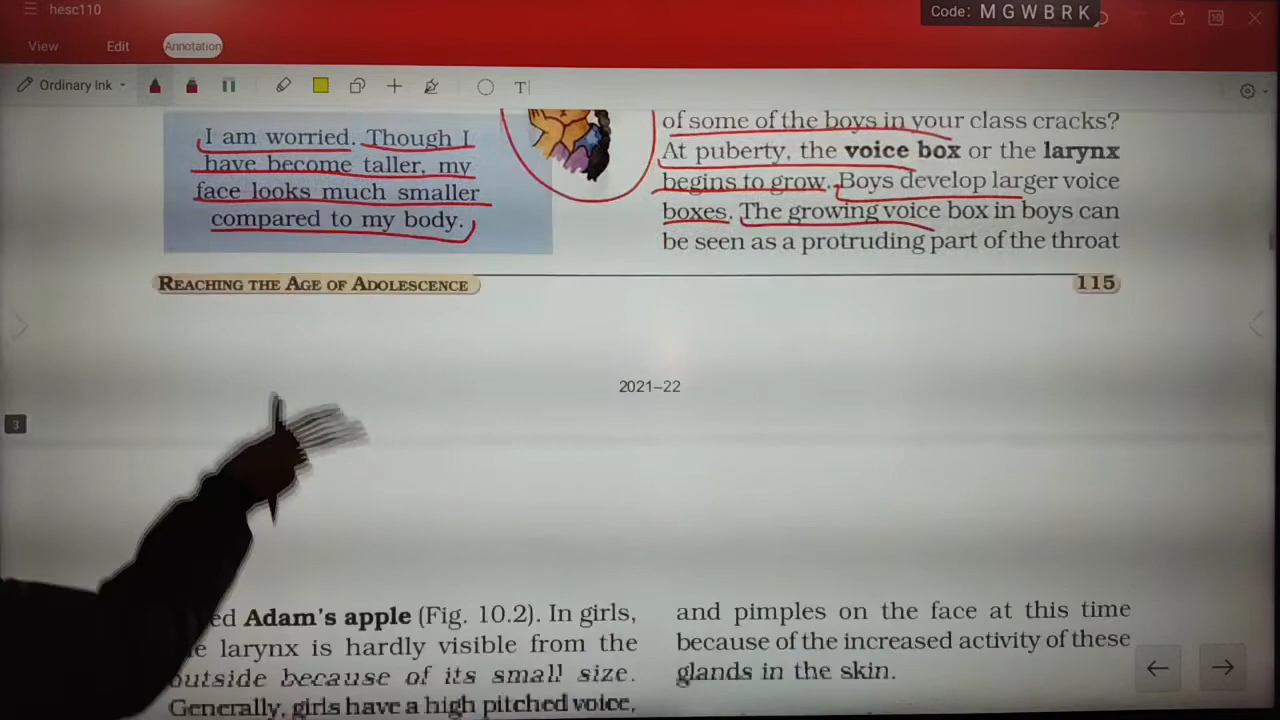 hesc110
Code: M G W B R K
10
View Edit Annotation
Ordinary Ink
T
I am worried. Though I
have become taller, my
face looks much smaller
compared to my body.
of some of the boys in your class cracks?
At puberty, the voice box or the larynx
begins to grow. Boys develop larger voice
boxes. The growing voice box in boys can
be seen as a protruding part of the throat
REACHING THE AGE OF ADOLESCENCE
115
2021–22
3
Adam's apple (Fig. 10.2). In girls,
larynx is hardly visible from the
outside because of its small size.
Generally, girls have a high pitched voice,
and pimples on the face at this time
because of the increased activity of these
glands in the skin.